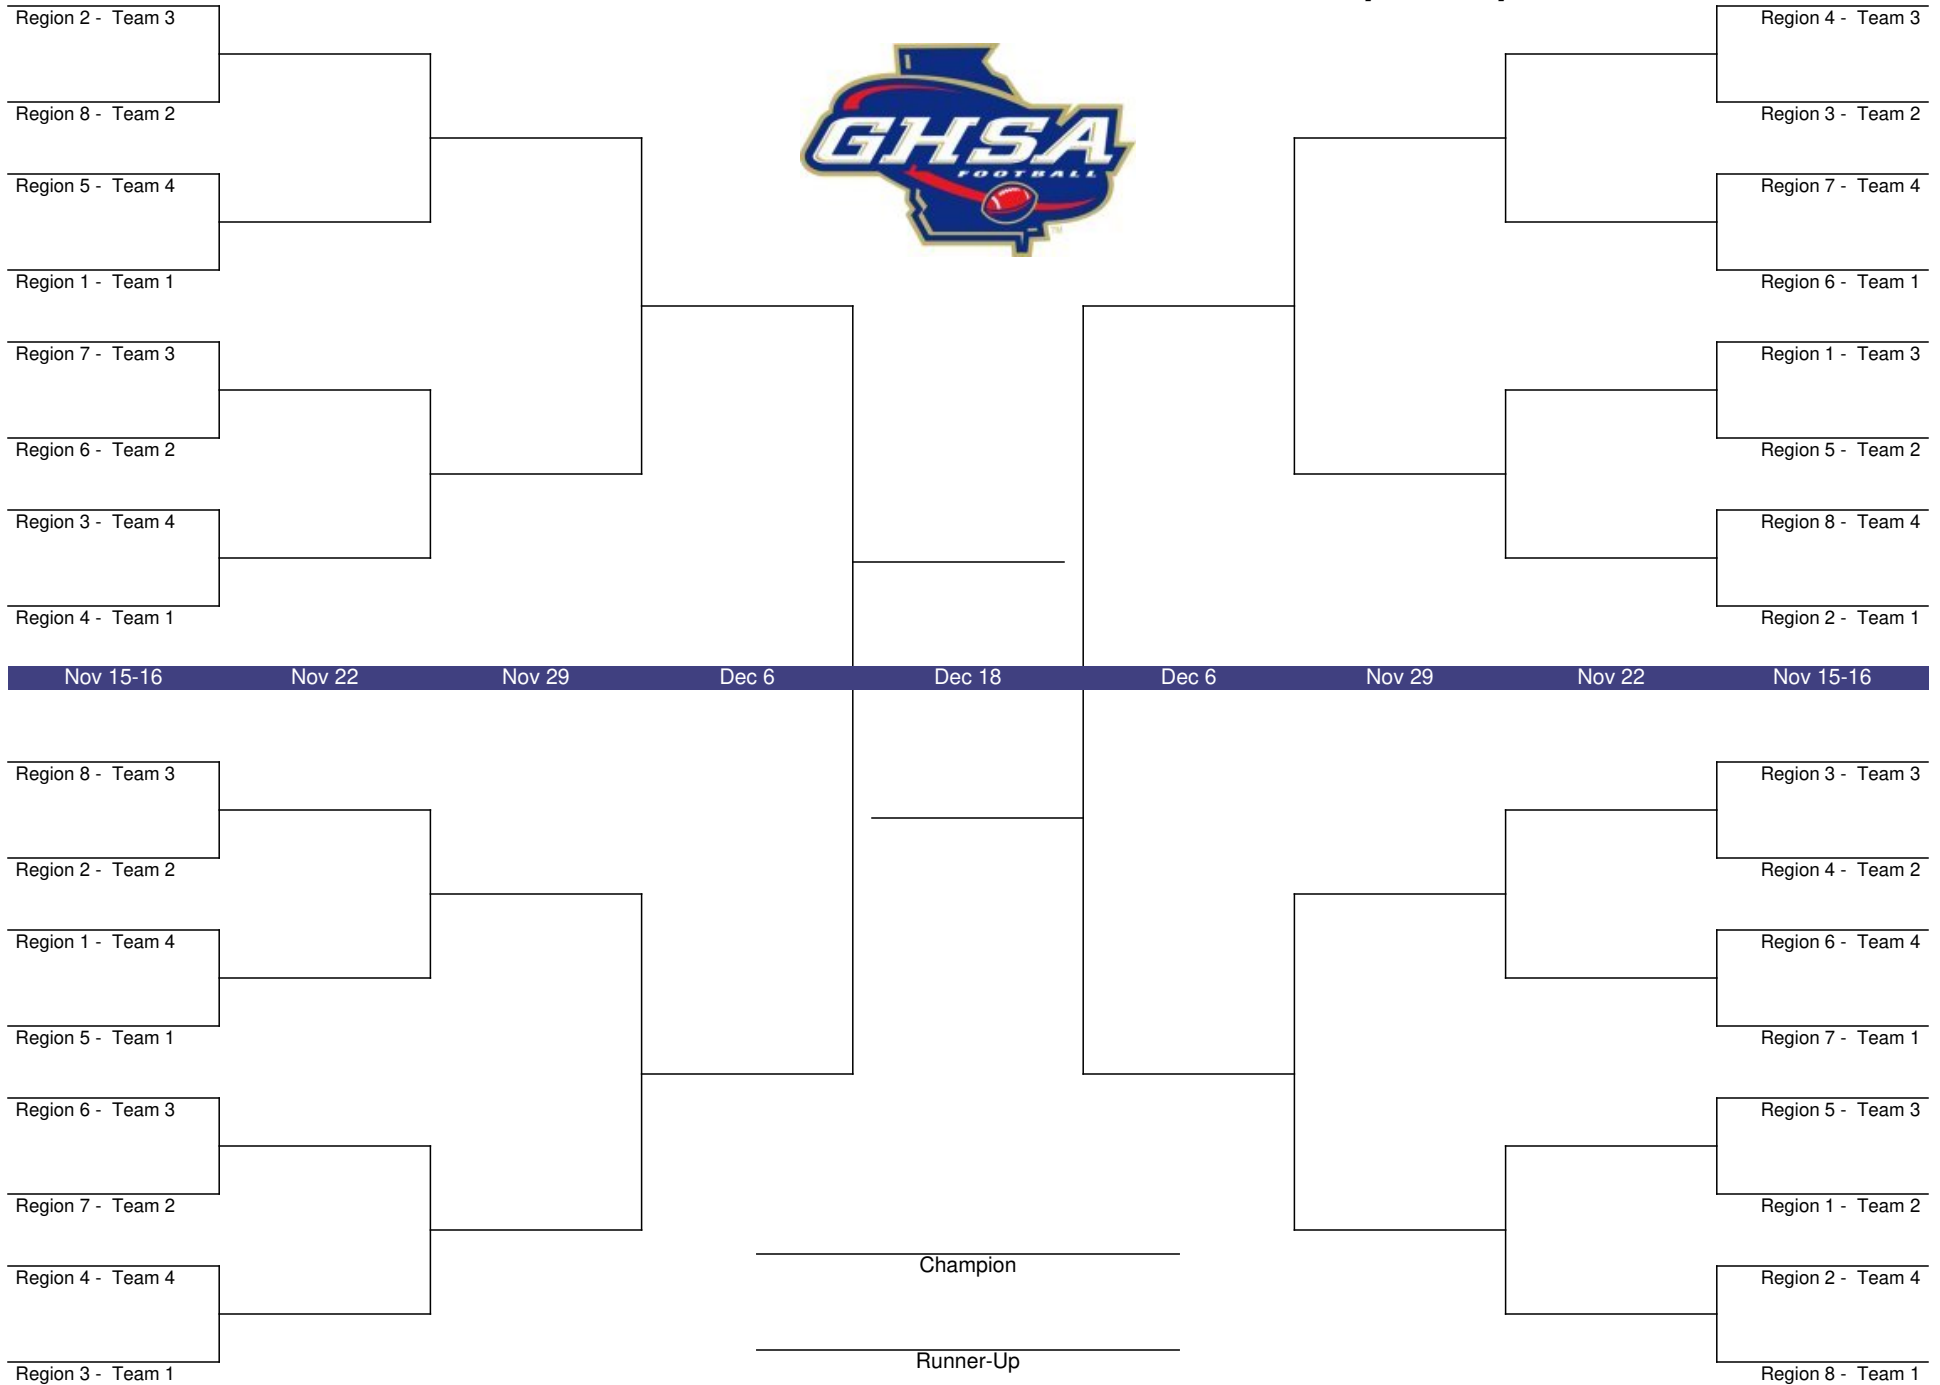 Region 2 - Team 3
Region 8 - Team 2
Region 5 - Team 4
Region 1 - Team 1
Region 7 - Team 3
Region 6 - Team 2
Region 3 - Team 4
Region 4 - Team 1
GHSA
FOOTBALL
TM
Region 4 - Team 3
Region 3 - Team 2
Region 7 - Team 4
Region 6 - Team 1
Region 1 - Team 3
Region 5 - Team 2
Region 8 - Team 4
Region 2 - Team 1
Nov 15-16 Nov 22 Nov 29 Dec 6 Dec 18 Dec 6 Nov 29 Nov 22 Nov 15-16
Region 8 - Team 3
Region 2 - Team 2
Region 1 - Team 4
Region 5 - Team 1
Region 6 - Team 3
Region 7 - Team 2
Region 4 - Team 4
Region 3 - Team 1
Champion
Runner-Up
Region 3 - Team 3
Region 4 - Team 2
Region 6 - Team 4
Region 7 - Team 1
Region 5 - Team 3
Region 1 - Team 2
Region 2 - Team 4
Region 8 - Team 1